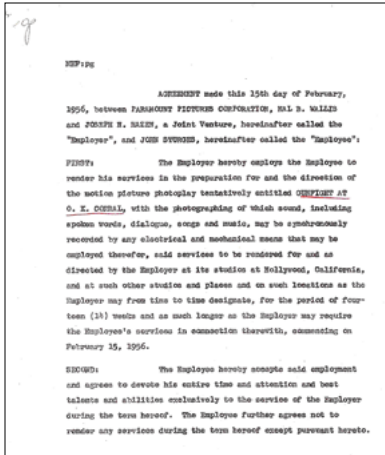 NEF:pg
AGREEMENT made this 15th day of February,
1956, between PARAMOUNT PICTURES CORPORATION, HAL B. WALLIS
and JOSEPH H. HAZEN, a Joint Venture, hereinafter called the
"Employer", and JOHN STURGES, hereinafter called the "Employee":
FIRST: The Employer hereby employs the Employee to
render his services in the preparation for and the direction of
the motion picture photoplay tentatively entitled GUNFIGHT AT
O. K. CORRAL, with the photographing of which sound, including
spoken words, dialogue, songs and music, may be synchronously
recorded by any electrical and mechanical means that may be
employed therefor, said services to be rendered for and as
directed by the Employer at its studios at Hollywood, California,
and at such other studios and places and on such locations as the
Employer may from time to time designate, for the period of four-
teen (14) weeks and as much longer as the Employer may require
the Employee's services in connection therewith, commencing on
February 15, 1956.
SECOND: The Employee hereby accepts said employment
and agrees to devote his entire time and attention and best
talents and abilities exclusively to the service of the Employer
during the term hereof. The Employee further agrees not to
render any services during the term hereof except pursuant hereto.